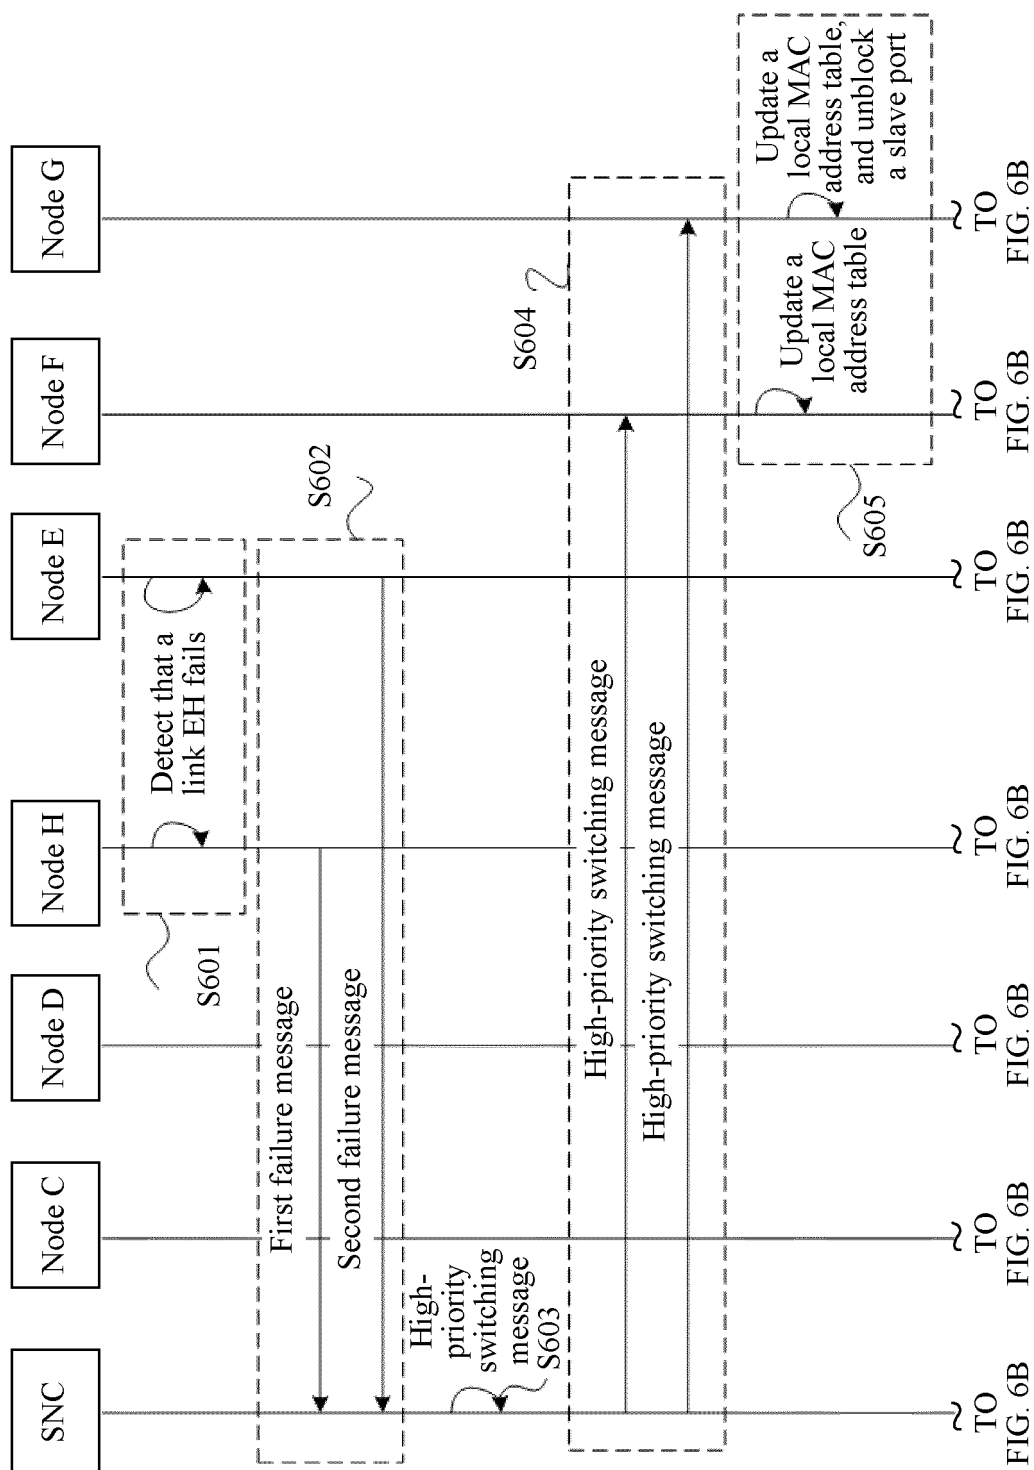 SNC
Node C
Node D
Node H
Node E
Node F
Node G
Detect that a
link EH fails
S601
First failure message
Second failure message
S602
High-
priority
switching
message
S603
High-priority switching message
High-priority switching message
S604
Update a
local MAC
address table
Update a
local MAC
address table,
and unblock
a slave port
S605
TO
FIG. 6B
TO
FIG. 6B
TO
FIG. 6B
TO
FIG. 6B
TO
FIG. 6B
TO
FIG. 6B
TO
FIG. 6B